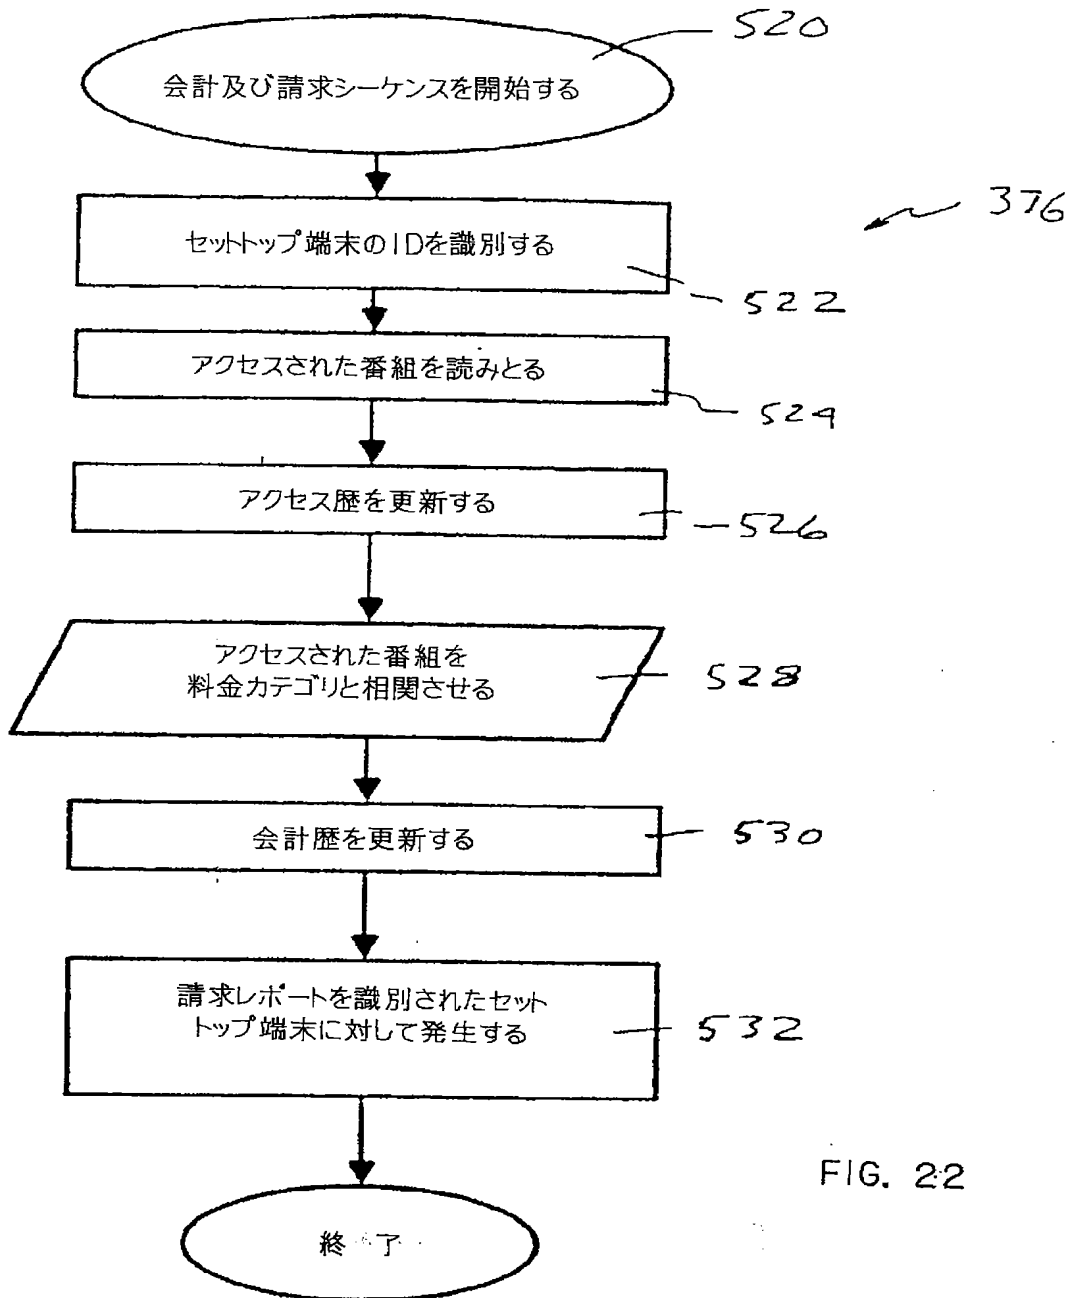 520
会計及び請求シーケンスを開始する
376
セットトップ端末のIDを識別する
522
アクセスされた番組を読みとる
524
アクセス歴を更新する
526
アクセスされた番組を
料金カテゴリと相関させる
528
会計歴を更新する
530
請求レポートを識別されたセット
トップ端末に対して発生する
532
FIG. 22
終了